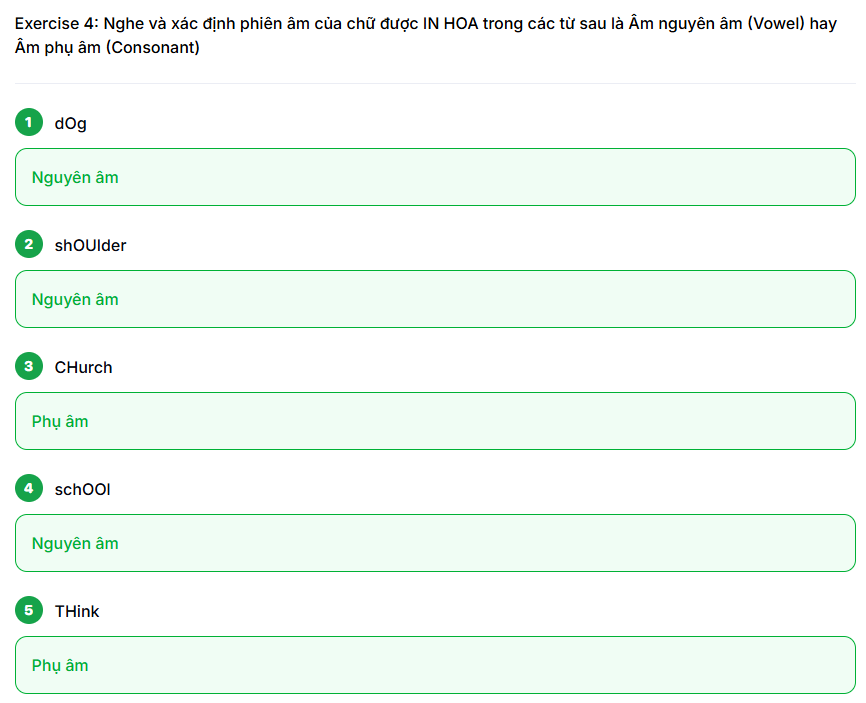 Exercise 4: Nghe và xác định phiên âm của chữ được IN HOA trong các từ sau là Âm nguyên âm (Vowel) hay
Âm phụ âm (Consonant)
1 dOg
Nguyên âm
2 shOUlder
Nguyên âm
3 CHurch
Phụ âm
4 schOOl
Nguyên âm
5 THink
Phụ âm